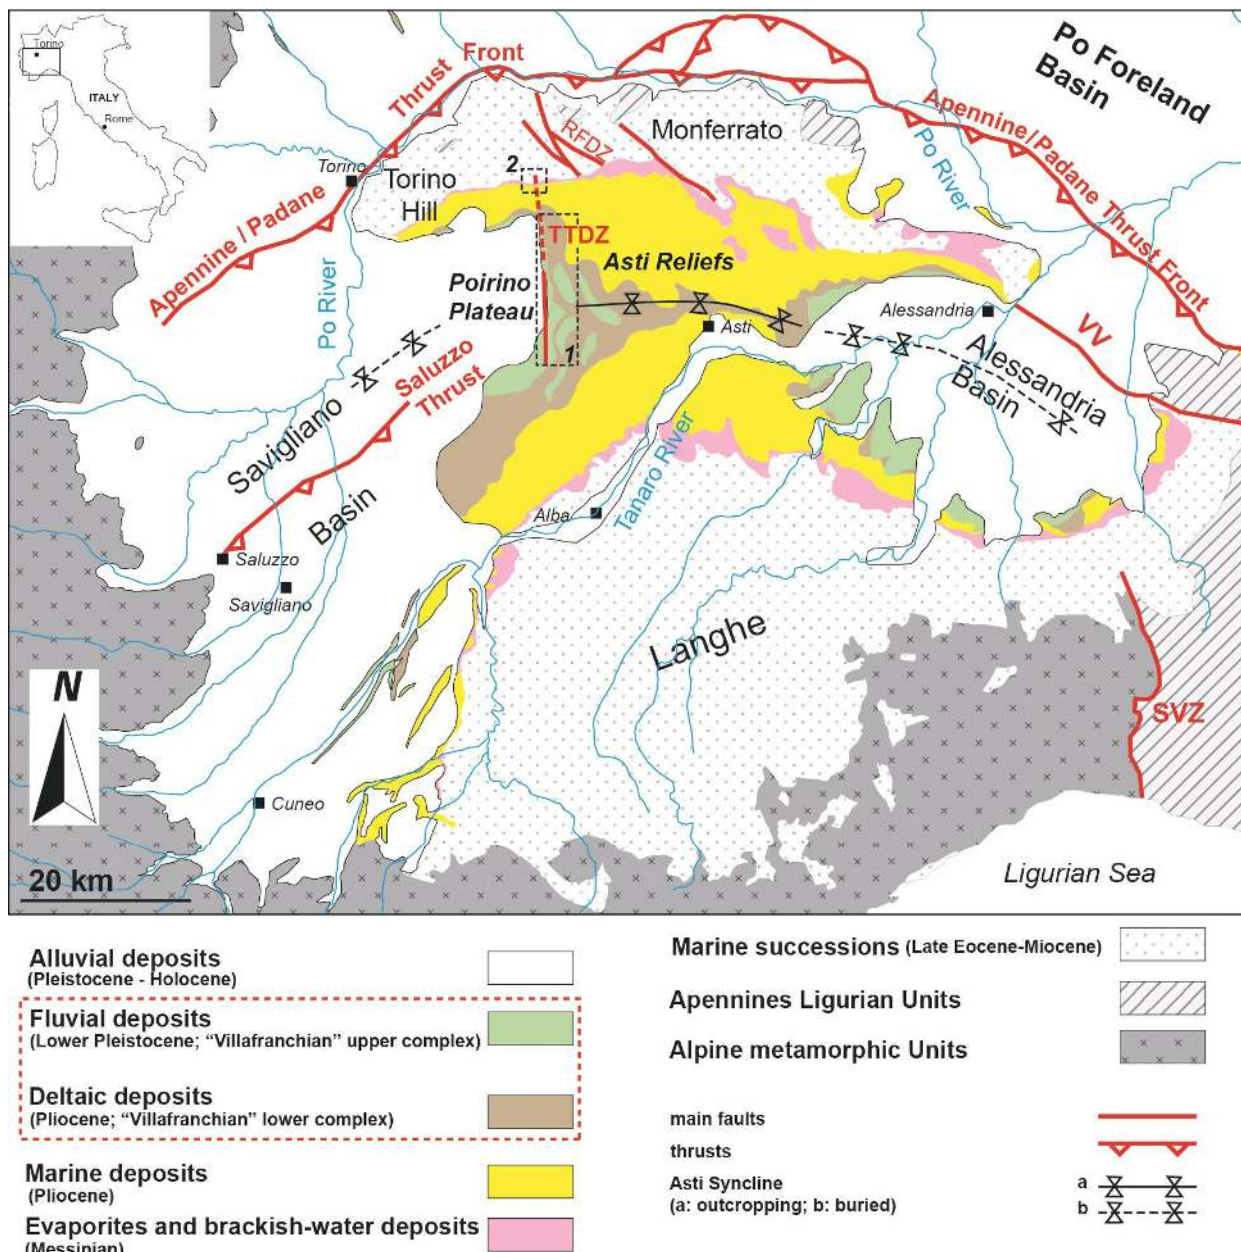 Torino
ITALY
Rome
Po Foreland
Basin
Thrust Front
Apennine/Padane Thrust Front
Monferrato
RFDZ
Po River
Torino
2
Torino
Hill
TTDZ
Apennine / Padane
Po River
Asti Reliefs
Poirino
Plateau
Alessandria
VV
Asti
1
Alessandria
Basin
Saluzzo
Thrust
Savigliano
Basin
Tanaro River
Alba
Saluzzo
Savigliano
Langhe
N
SVZ
Cuneo
20 km
Ligurian Sea
Alluvial deposits
(Pleistocene - Holocene)
Fluvial deposits
(Lower Pleistocene; “Villafranchian” upper complex)
Deltaic deposits
(Pliocene; “Villafranchian” lower complex)
Marine deposits
(Pliocene)
Evaporites and brackish-water deposits
(Messinian)
Marine successions (Late Eocene-Miocene)
Apennines Ligurian Units
Alpine metamorphic Units
main faults
thrusts
Asti Syncline
(a: outcropping; b: buried)
a
b